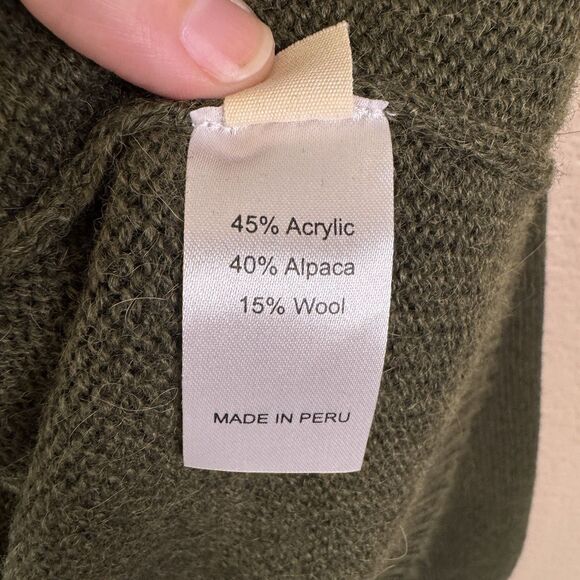 45% Acrylic
40% Alpaca
15% Wool
MADE IN PERU